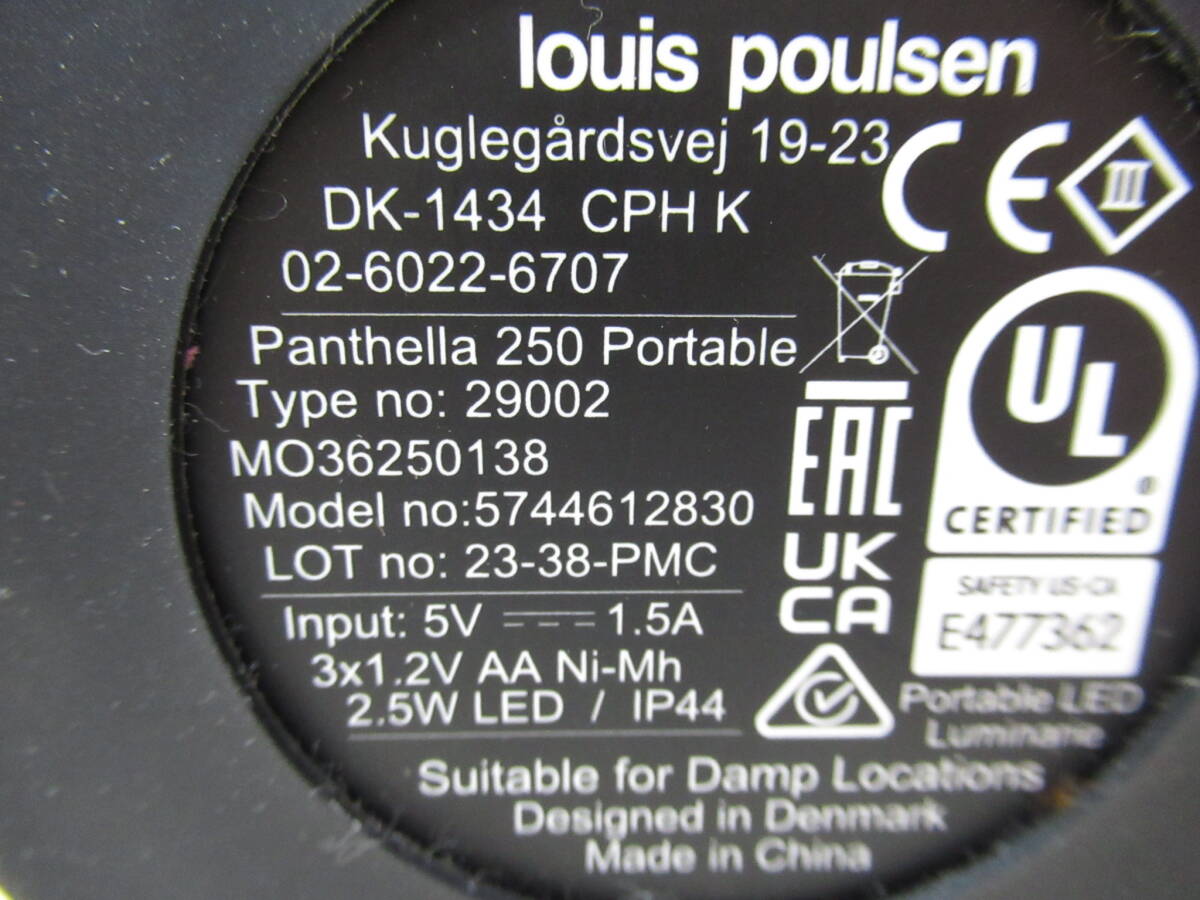 louis poulsen
Kuglegårdsvej 19-23
DK-1434 CPH K
02-6022-6707
Panthella 250 Portable
Type no: 29002
MO36250138
Model no:5744612830
LOT no: 23-38-PMC
Input: 5V ⎓ 1.5A
3x1.2V AA Ni-Mh
2.5W LED / IP44
Suitable for Damp Locations
Designed in Denmark
Made in China
CE
III
EAC
UK
CA
UL
®
CERTIFIED
SAFETY US-CA
E477362
Portable LED
Luminaire